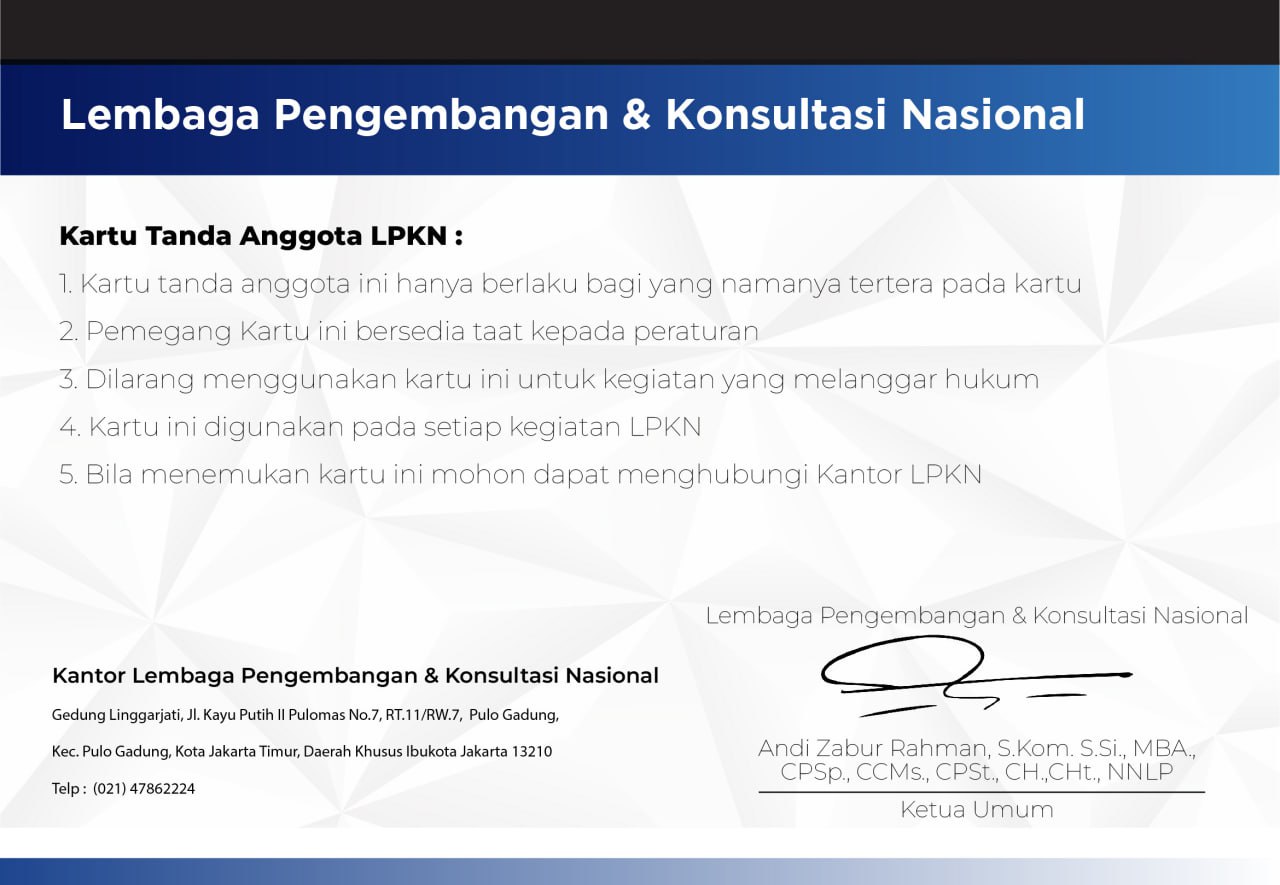 Lembaga Pengembangan & Konsultasi Nasional
Kartu Tanda Anggota LPKN :
1. Kartu tanda anggota ini hanya berlaku bagi yang namanya tertera pada kartu
2. Pemegang Kartu ini bersedia taat kepada peraturan
3. Dilarang menggunakan kartu ini untuk kegiatan yang melanggar hukum
4. Kartu ini digunakan pada setiap kegiatan LPKN
5. Bila menemukan kartu ini mohon dapat menghubungi Kantor LPKN
Kantor Lembaga Pengembangan & Konsultasi Nasional
Gedung Linggarjati, Jl. Kayu Putih II Pulomas No.7, RT.11/RW.7, Pulo Gadung,
Kec. Pulo Gadung, Kota Jakarta Timur, Daerah Khusus Ibukota Jakarta 13210
Telp : (021) 47862224
Lembaga Pengembangan & Konsultasi Nasional
Andi Zabur Rahman, S.Kom. S.Si., MBA.,
CPSp., CCMs., CPSt., CH.,CHt., NNLP
Ketua Umum